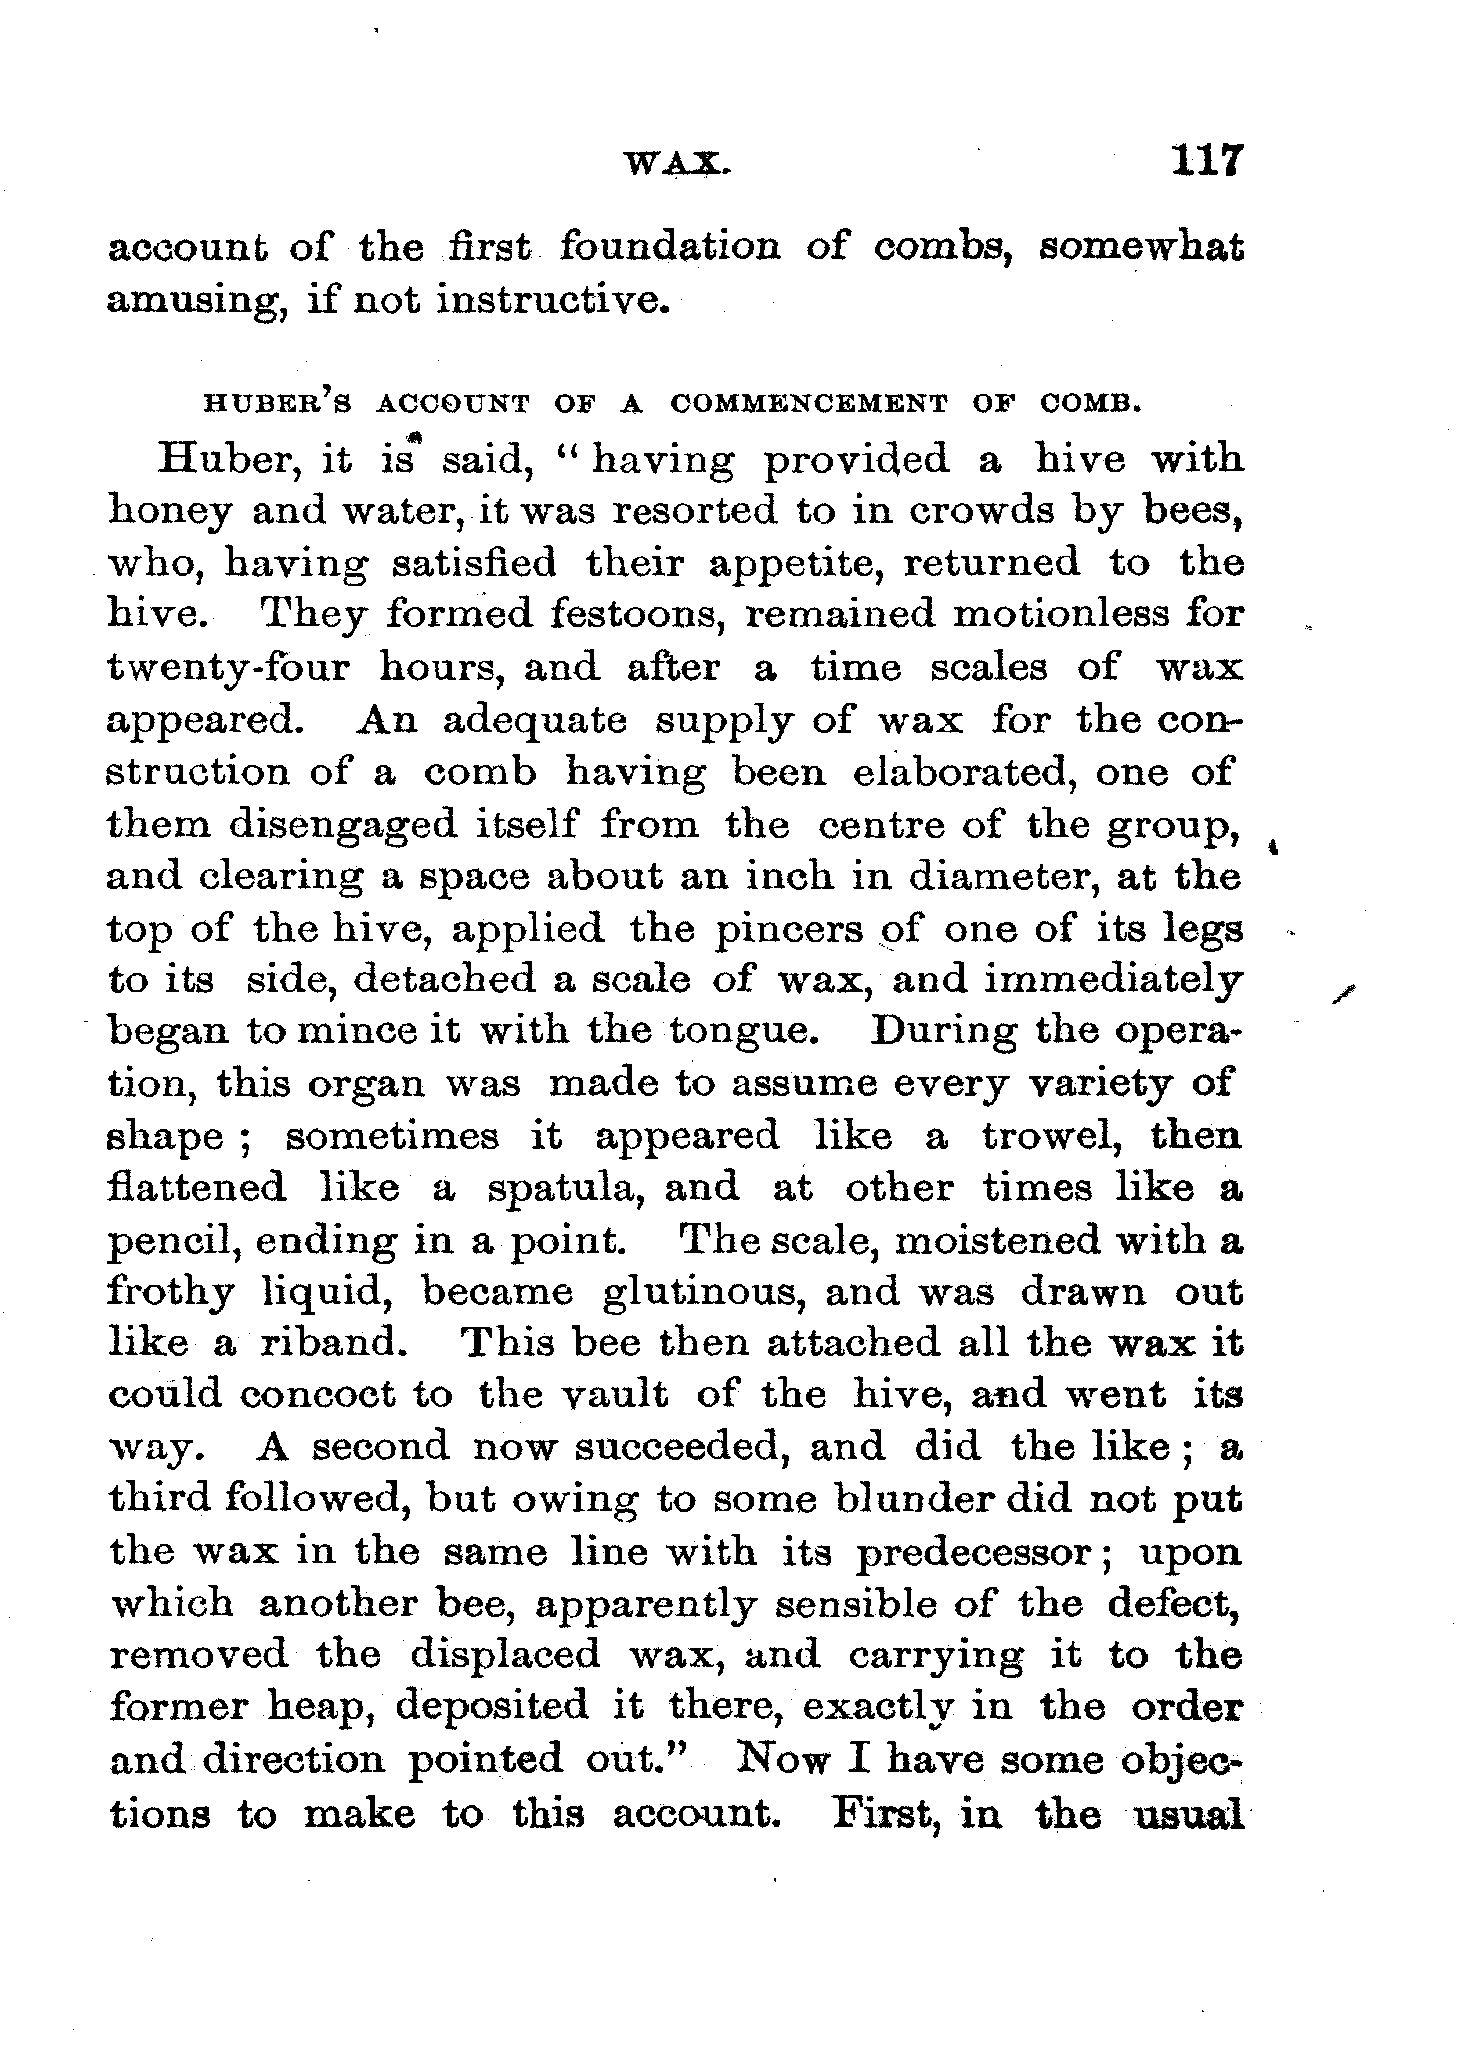 WAX. 117
account of the first foundation of combs, somewhat
amusing, if not instructive.
HUBER'S ACCOUNT OF A COMMENCEMENT OF COMB.
Huber, it is said, "having provided a hive with
honey and water, it was resorted to in crowds by bees,
who, having satisfied their appetite, returned to the
hive. They formed festoons, remained motionless for
twenty-four hours, and after a time scales of wax
appeared. An adequate supply of wax for the con-
struction of a comb having been elaborated, one of
them disengaged itself from the centre of the group,
and clearing a space about an inch in diameter, at the
top of the hive, applied the pincers of one of its legs
to its side, detached a scale of wax, and immediately
began to mince it with the tongue. During the opera-
tion, this organ was made to assume every variety of
shape ; sometimes it appeared like a trowel, then
flattened like a spatula, and at other times like a
pencil, ending in a point. The scale, moistened with a
frothy liquid, became glutinous, and was drawn out
like a riband. This bee then attached all the wax it
could concoct to the vault of the hive, and went its
way. A second now succeeded, and did the like ; a
third followed, but owing to some blunder did not put
the wax in the same line with its predecessor ; upon
which another bee, apparently sensible of the defect,
removed the displaced wax, and carrying it to the
former heap, deposited it there, exactly in the order
and direction pointed out." Now I have some objec-
tions to make to this account. First, in the usual